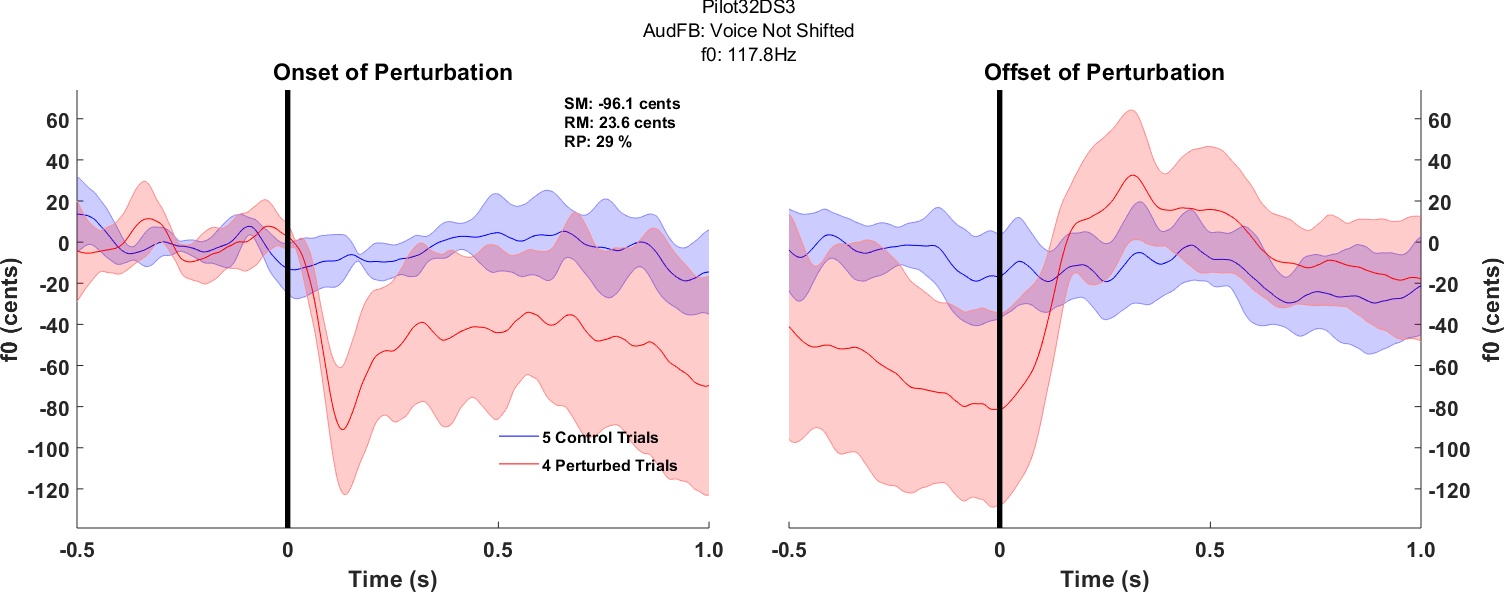 Pilot32DS3
AudFB: Voice Not Shifted
f0: 117.8Hz
Onset of Perturbation
SM: -96.1 cents
RM: 23.6 cents
RP: 29 %
60
40
20
0
-20
-40
-60
-80
-100
-120
f0 (cents)
5 Control Trials
4 Perturbed Trials
-0.5 0 0.5 1.0
Time (s)
Offset of Perturbation
60
40
20
0
-20
-40
-60
-80
-100
-120
f0 (cents)
-0.5 0 0.5 1.0
Time (s)